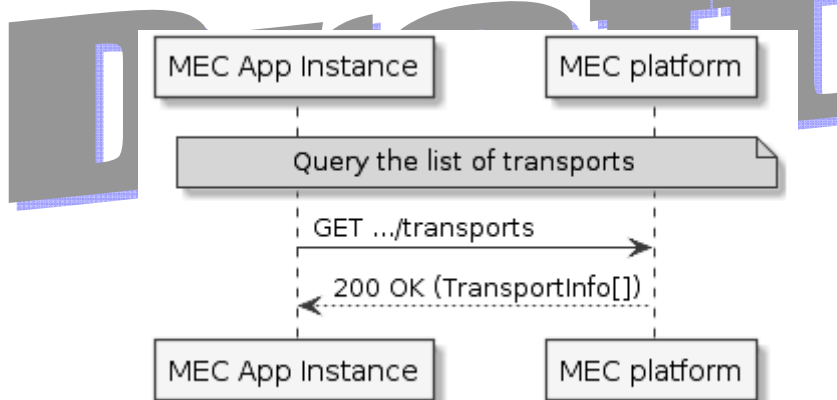 MEC App Instance
MEC platform
Query the list of transports
GET .../transports
200 OK (TransportInfo[])
MEC App Instance
MEC platform